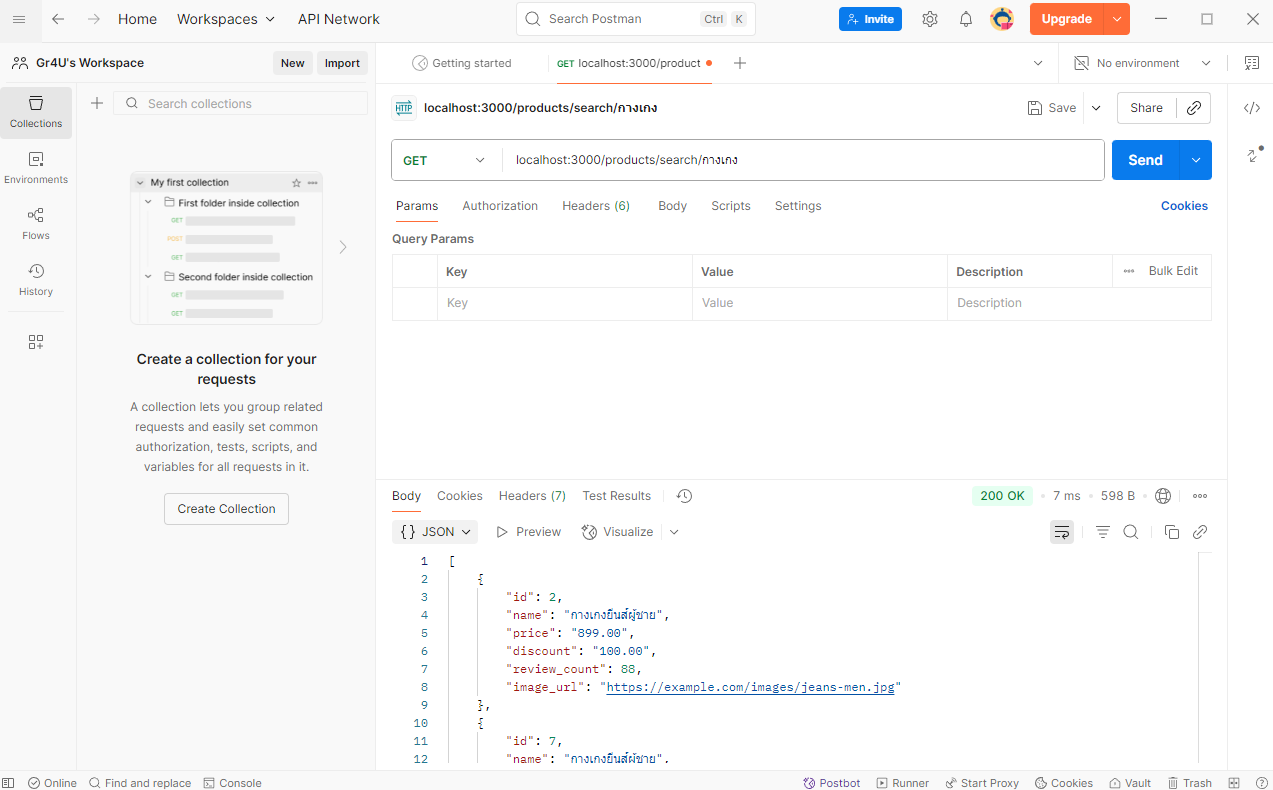 Home Workspaces API Network Search Postman Ctrl K Invite Upgrade
Gr4U's Workspace New Import Getting started GET localhost:3000/product No environment
Search collections
Collections
Environments
Flows
History
My first collection
First folder inside collection
GET
POST
GET
Second folder inside collection
GET
GET
Create a collection for your
requests
A collection lets you group related
requests and easily set common
authorization, tests, scripts, and
variables for all requests in it.
Create Collection
HTTP localhost:3000/products/search/กางเกง Save Share
GET localhost:3000/products/search/กางเกง Send
Params Authorization Headers (6) Body Scripts Settings Cookies
Query Params
Key Value Description Bulk Edit
Key Value Description
Body Cookies Headers (7) Test Results 200 OK 7 ms 598 B
{} JSON Preview Visualize
1 [
2 {
3 "id": 2,
4 "name": "กางเกงยีนส์ผู้ชาย",
5 "price": "899.00",
6 "discount": "100.00",
7 "review_count": 88,
8 "image_url": "https://example.com/images/jeans-men.jpg"
9 },
10 {
11 "id": 7,
12 "name": "กางเกงยีนส์ผู้ชาย",
Online Find and replace Console Postbot Runner Start Proxy Cookies Vault Trash